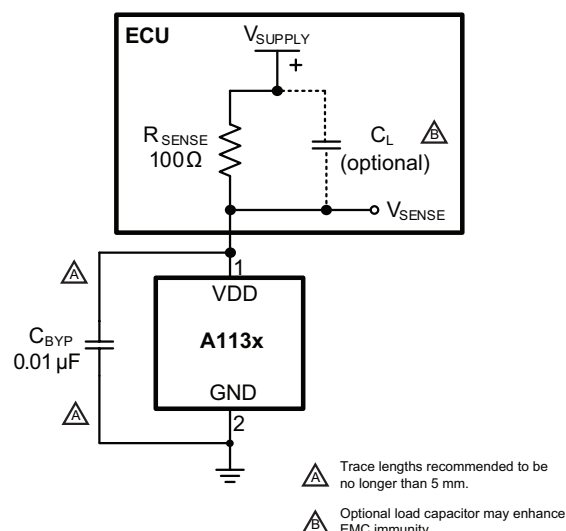 ECU
VSUPPLY
+
RSENSE
100Ω
CL
(optional)
B
VSENSE
A
1
VDD
CBYP
0.01 µF
A113x
GND
A
2
A Trace lengths recommended to be
no longer than 5 mm.
B Optional load capacitor may enhance
EMC immunity